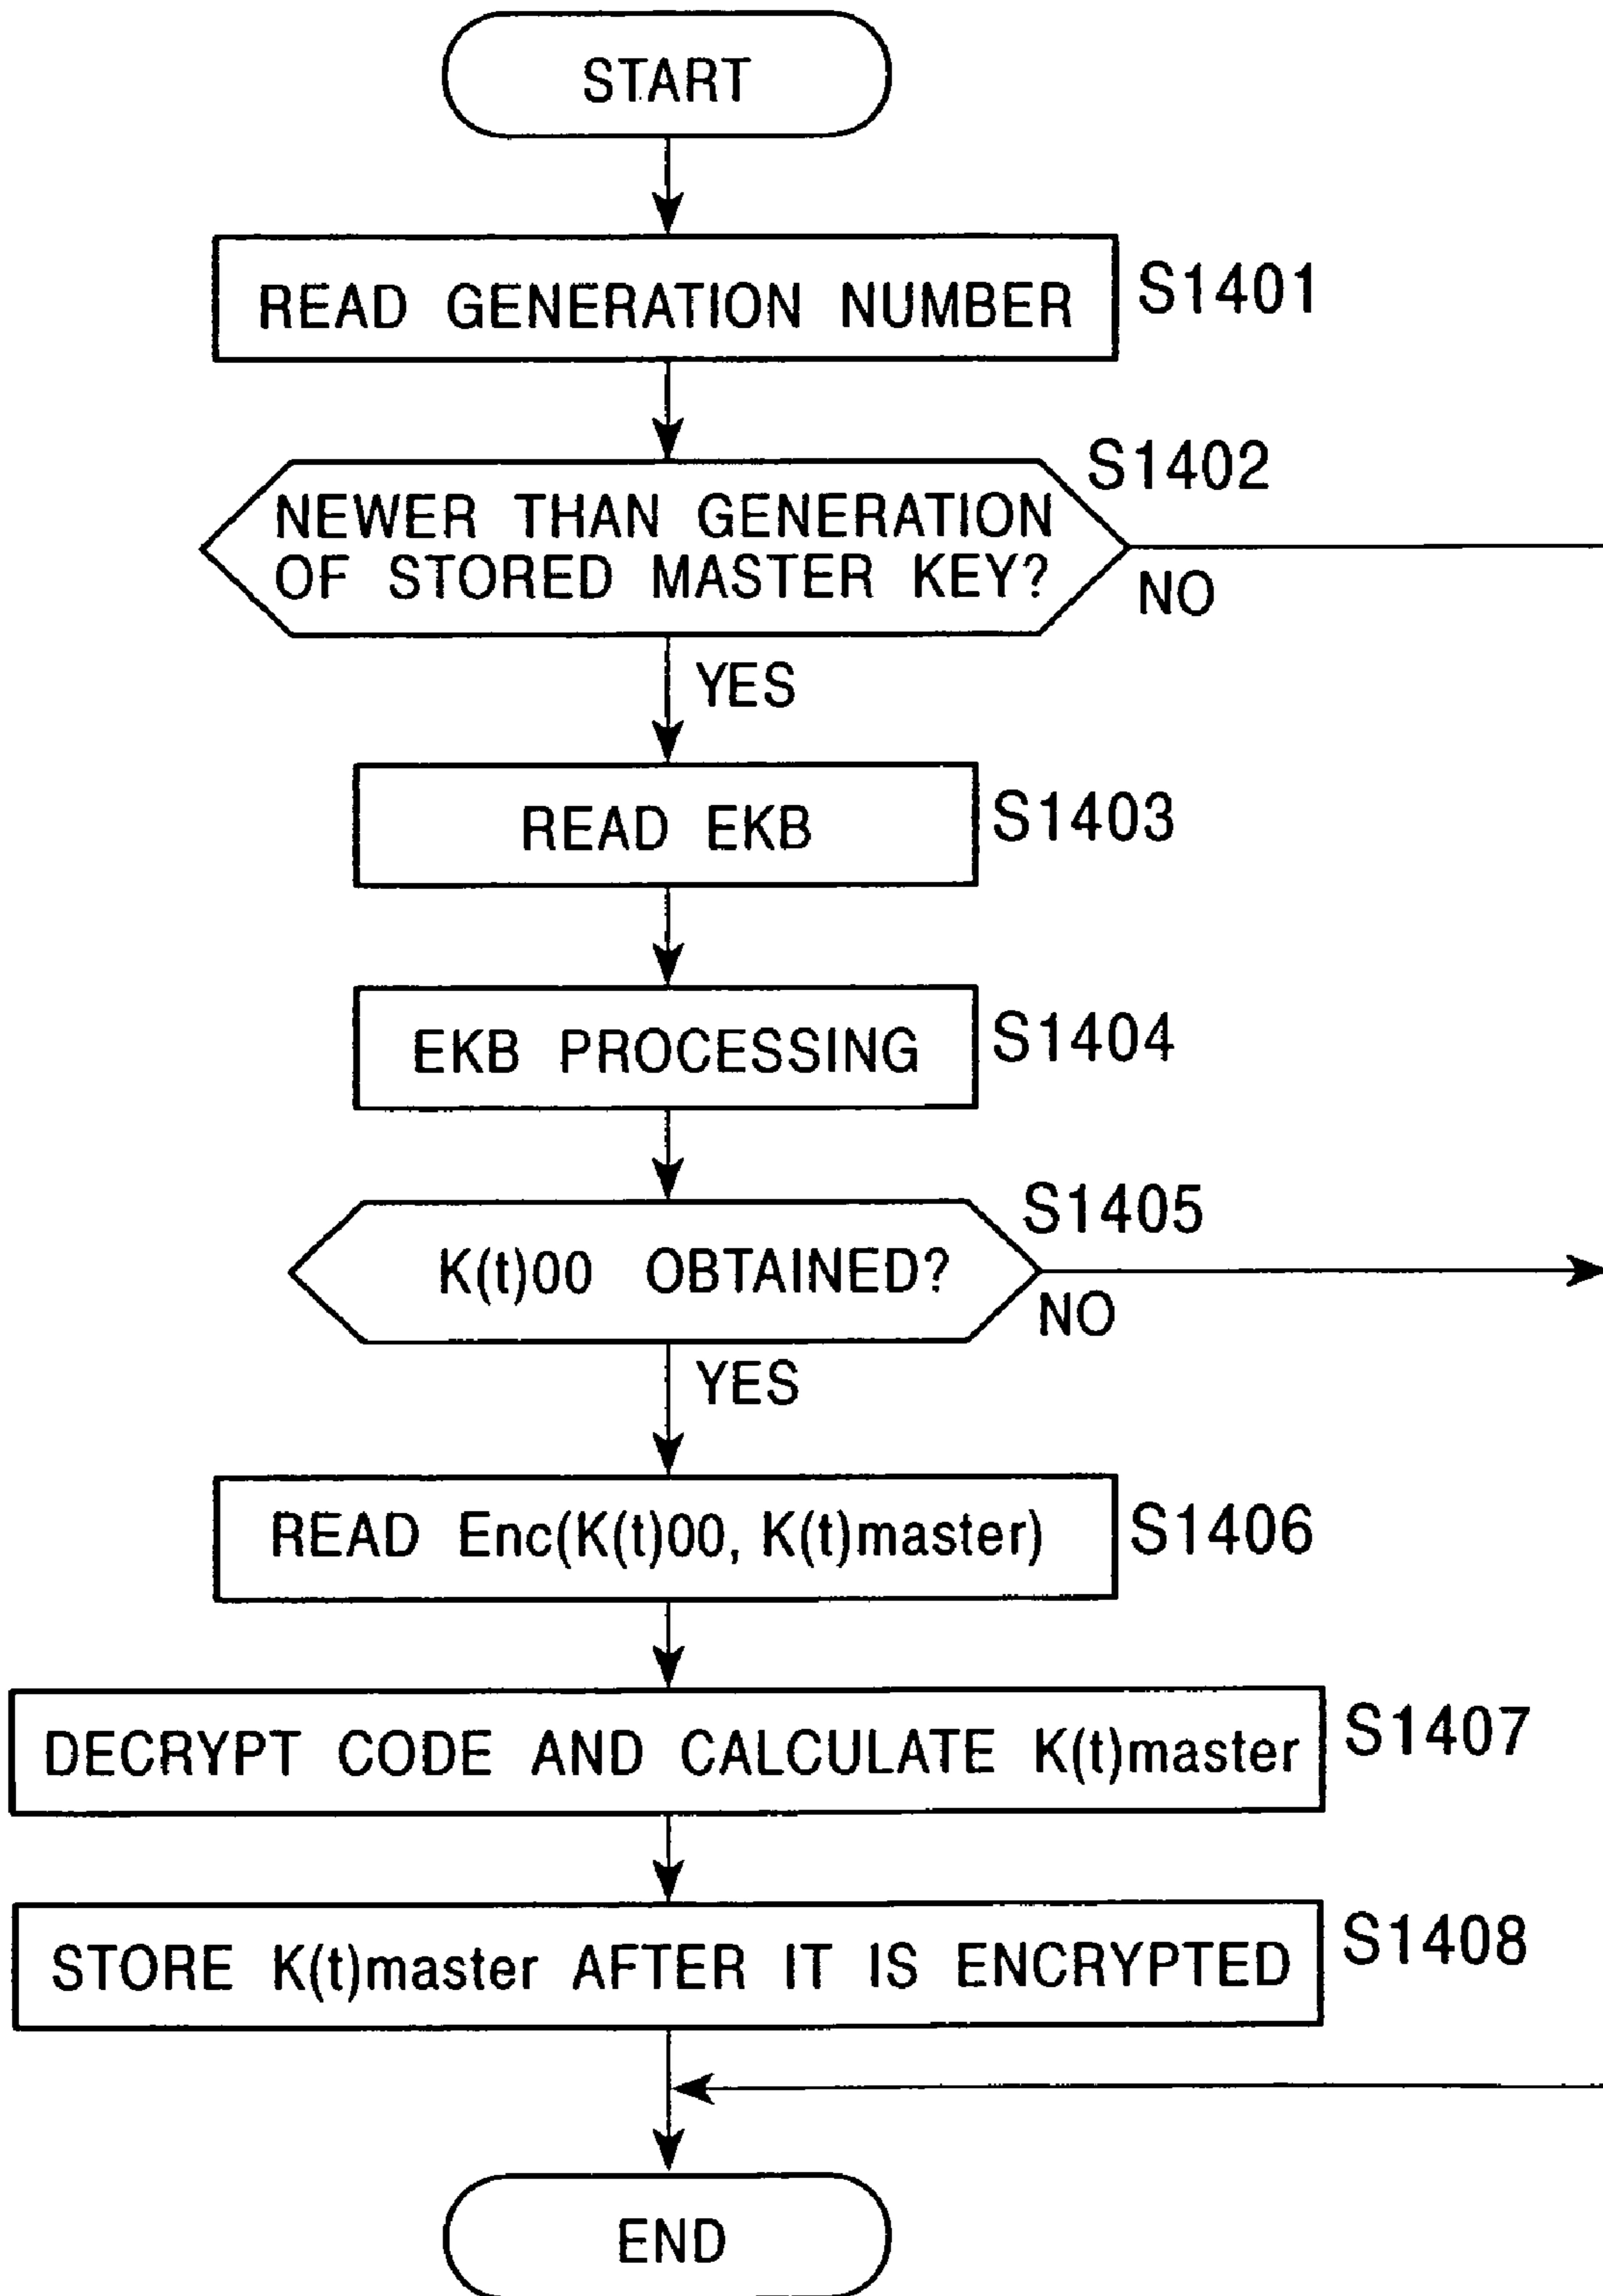 START
READ GENERATION NUMBER
S1401
S1402
NEWER THAN GENERATION
OF STORED MASTER KEY?
NO
YES
READ EKB
S1403
EKB PROCESSING
S1404
S1405
K(t)00 OBTAINED?
NO
YES
READ Enc(K(t)00, K(t)master)
S1406
DECRYPT CODE AND CALCULATE K(t)master
S1407
STORE K(t)master AFTER IT IS ENCRYPTED
S1408
END